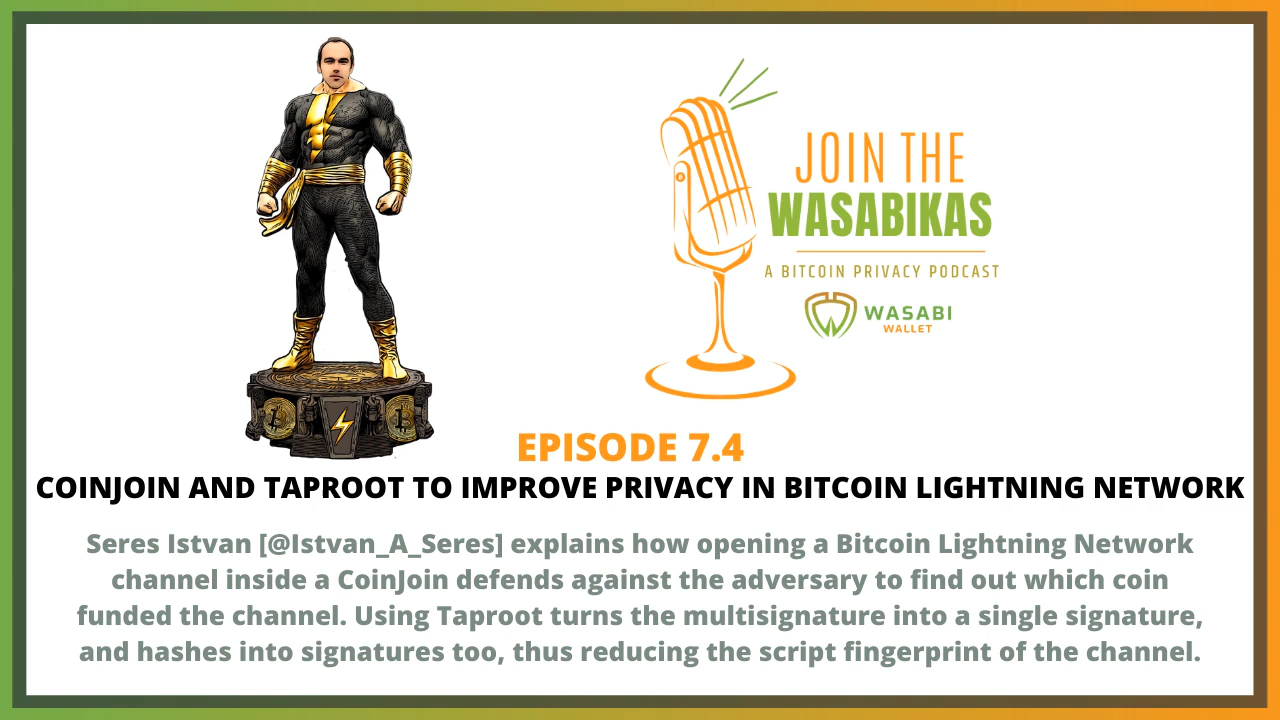 JOIN THE
WASABIKAS
A BITCOIN PRIVACY PODCAST
WASABI
WALLET
EPISODE 7.4
COINJOIN AND TAPROOT TO IMPROVE PRIVACY IN BITCOIN LIGHTNING NETWORK
Seres Istvan [@Istvan_A_Seres] explains how opening a Bitcoin Lightning Network
channel inside a CoinJoin defends against the adversary to find out which coin
funded the channel. Using Taproot turns the multisignature into a single signature,
and hashes into signatures too, thus reducing the script fingerprint of the channel.